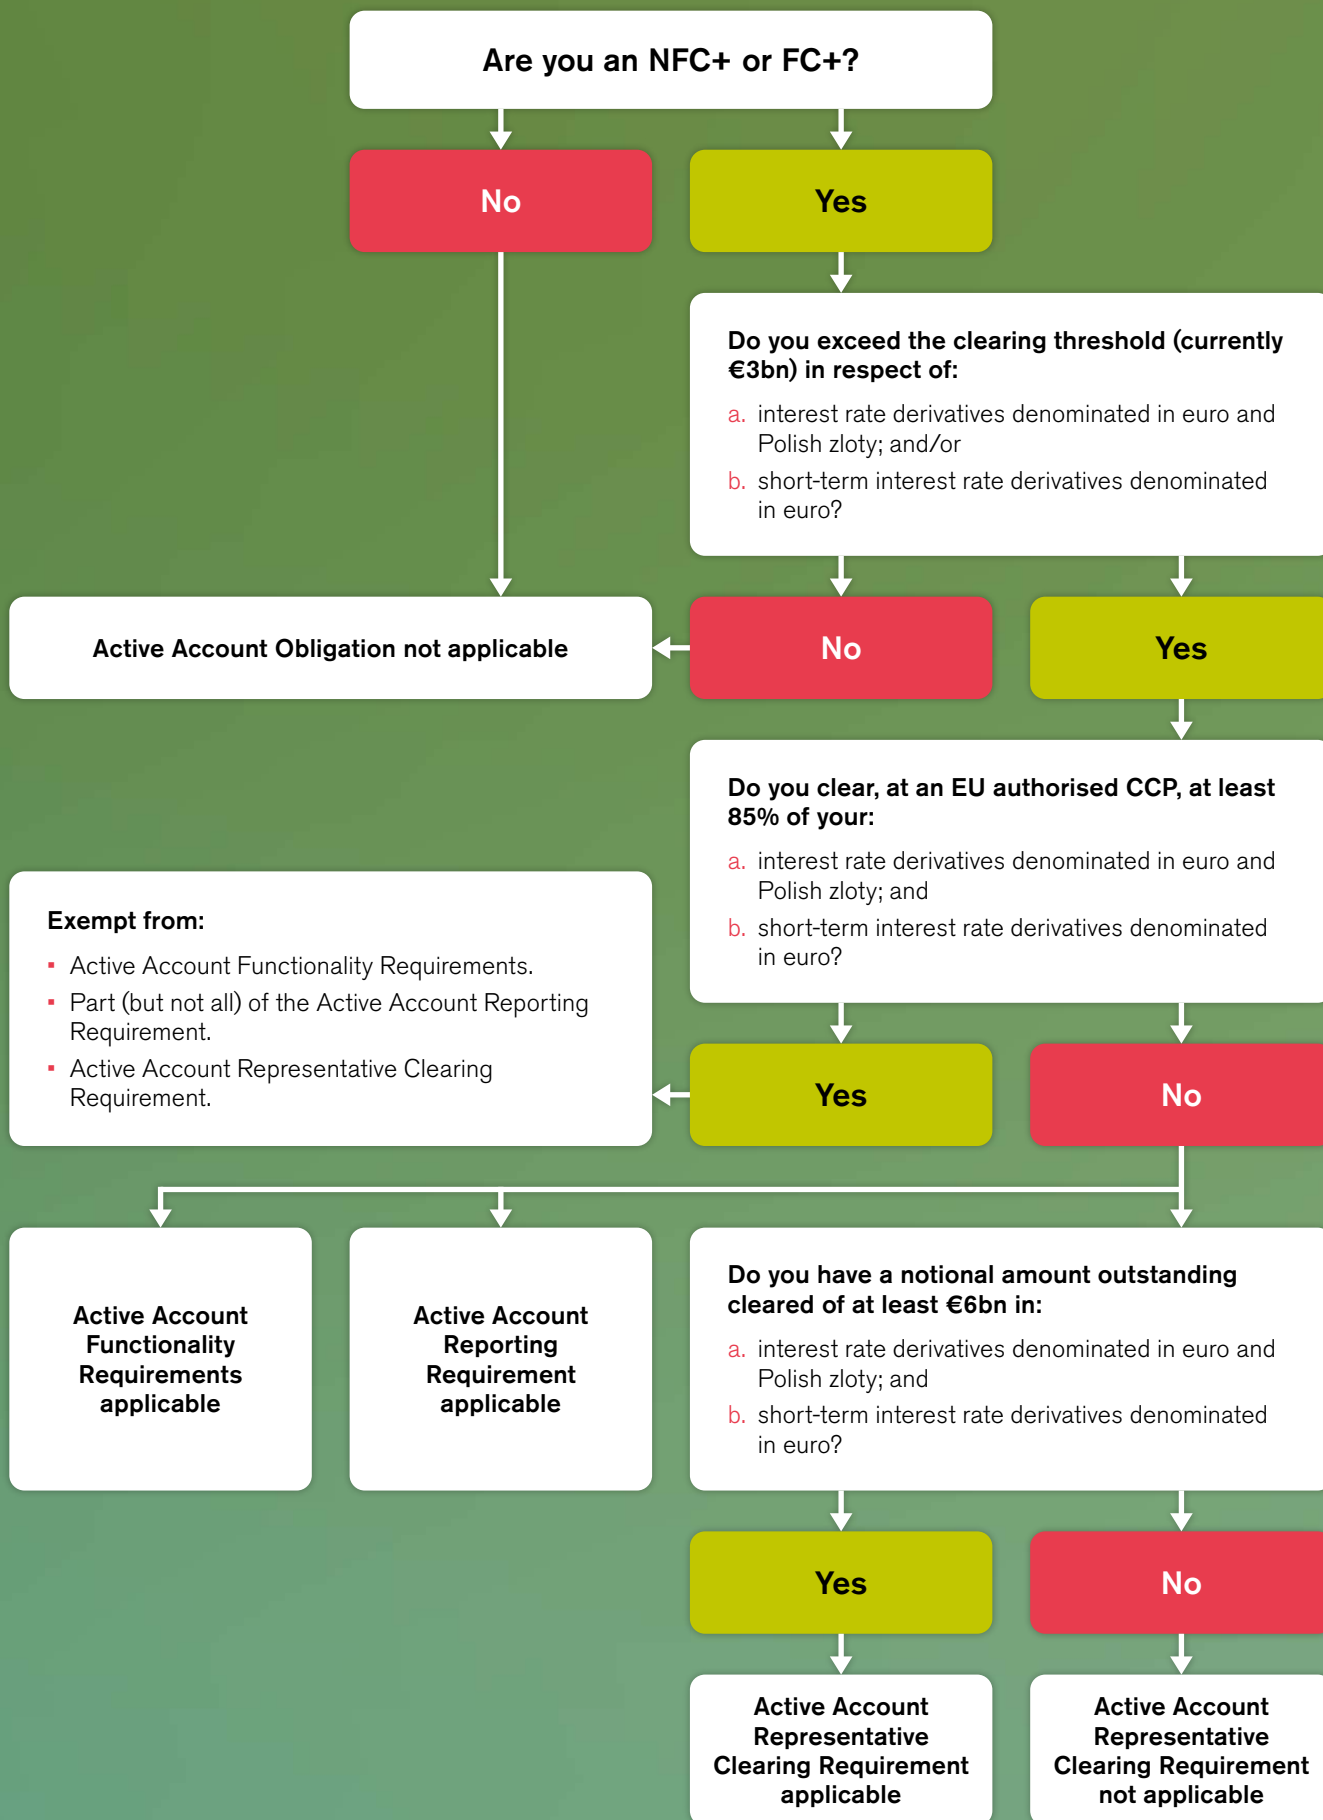 Are you an NFC+ or FC+?
No
Yes
Do you exceed the clearing threshold (currently
€3bn) in respect of:
a. interest rate derivatives denominated in euro and
Polish zloty; and/or
b. short-term interest rate derivatives denominated
in euro?
Active Account Obligation not applicable
No
Yes
Do you clear, at an EU authorised CCP, at least
85% of your:
a. interest rate derivatives denominated in euro and
Polish zloty; and
b. short-term interest rate derivatives denominated
in euro?
Exempt from:
▪ Active Account Functionality Requirements.
▪ Part (but not all) of the Active Account Reporting
Requirement.
▪ Active Account Representative Clearing
Requirement.
Yes
No
Active Account
Functionality
Requirements
applicable
Active Account
Reporting
Requirement
applicable
Do you have a notional amount outstanding
cleared of at least €6bn in:
a. interest rate derivatives denominated in euro and
Polish zloty; and
b. short-term interest rate derivatives denominated
in euro?
Yes
No
Active Account
Representative
Clearing Requirement
applicable
Active Account
Representative
Clearing Requirement
not applicable